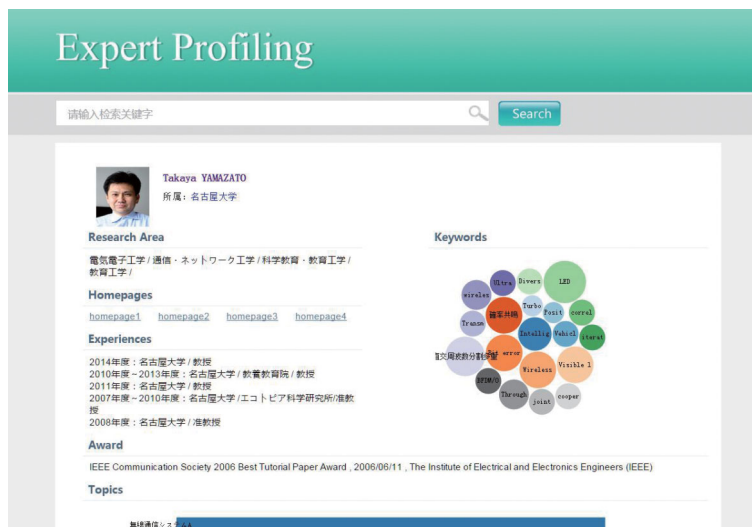 Expert Profiling
请输入检索关键字
Search
Takaya YAMAZATO
所属：名古屋大学
Research Area
電気電子工学 / 通信・ネットワーク工学 / 科学教育・教育工学 /
教育工学 /
Homepages
homepage1 homepage2 homepage3 homepage4
Experiences
2014年度：名古屋大学 / 教授
2010年度～2013年度：名古屋大学 / 教養教育院 / 教授
2011年度：名古屋大学 / 教授
2007年度～2010年度：名古屋大学 /エコトピア科学研究所/准教
授
2008年度：名古屋大学 / 准教授
Award
IEEE Communication Society 2006 Best Tutorial Paper Award , 2006/06/11 , The Institute of Electrical and Electronics Engineers (IEEE)
Topics
Keywords
Ultra
Divers
LED
wireles
Turbo
Posit
correl
Transm
確率共鳴
Intellig
Vehicl
iterat
error
Wireless
Visible l
Through
joint
cooper